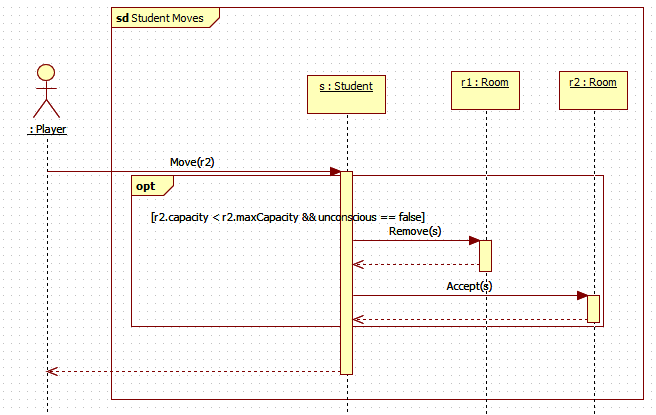 sd Student Moves
s : Student
r1 : Room
r2 : Room
: Player
Move(r2)
opt
[r2.capacity < r2.maxCapacity && unconscious == false]
Remove(s)
Accept(s)